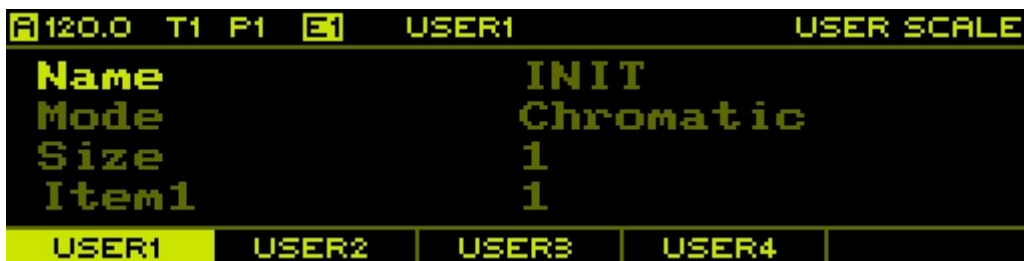 A 120.0 T1 P1 E1 USER1 USER SCALE
Name INIT
Mode Chromatic
Size 1
Item1 1
USER1 USER2 USER3 USER4